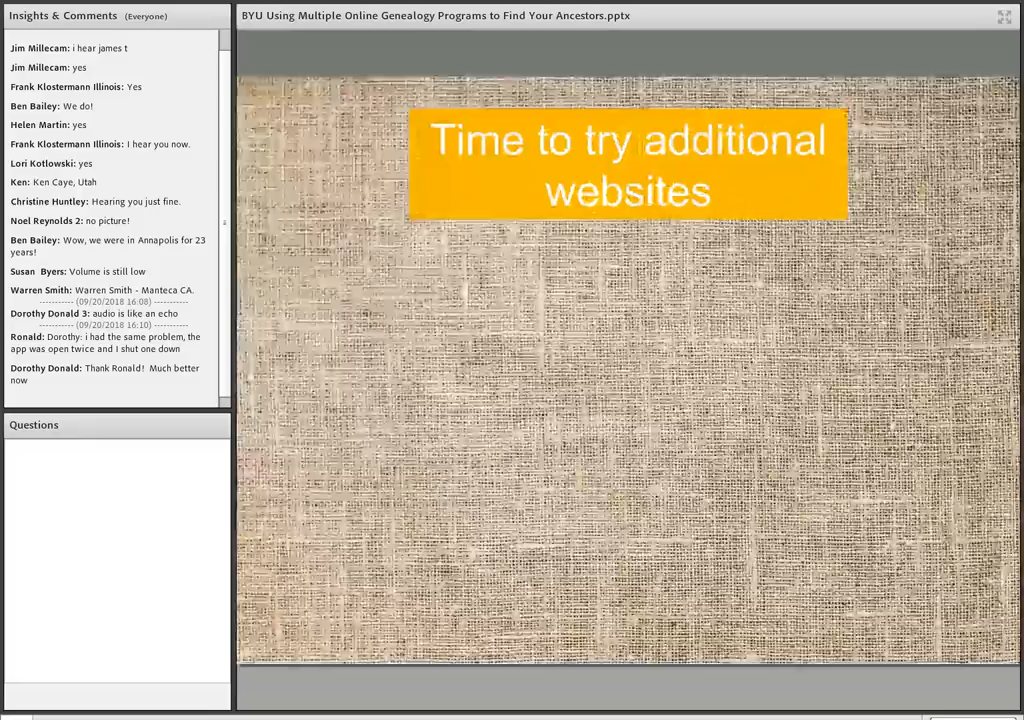 Insights & Comments (Everyone)
Jim Millecam: i hear james t
Jim Millecam: yes
Frank Klostermann Illinois: Yes
Ben Bailey: We do!
Helen Martin: yes
Frank Klostermann Illinois: I hear you now.
Lori Kotlowski: yes
Ken: Ken Caye, Utah
Christine Huntley: Hearing you just fine.
Noel Reynolds 2: no picture!
Ben Bailey: Wow, we were in Annapolis for 23
years!
Susan Byers: Volume is still low
Warren Smith: Warren Smith - Manteca CA.
----------- (09/20/2018 16:08) -----------
Dorothy Donald 3: audio is like an echo
----------- (09/20/2018 16:10) -----------
Ronald: Dorothy: i had the same problem, the
app was open twice and I shut one down
Dorothy Donald: Thank Ronald! Much better
now
Questions
BYU Using Multiple Online Genealogy Programs to Find Your Ancestors.pptx
Time to try additional
websites